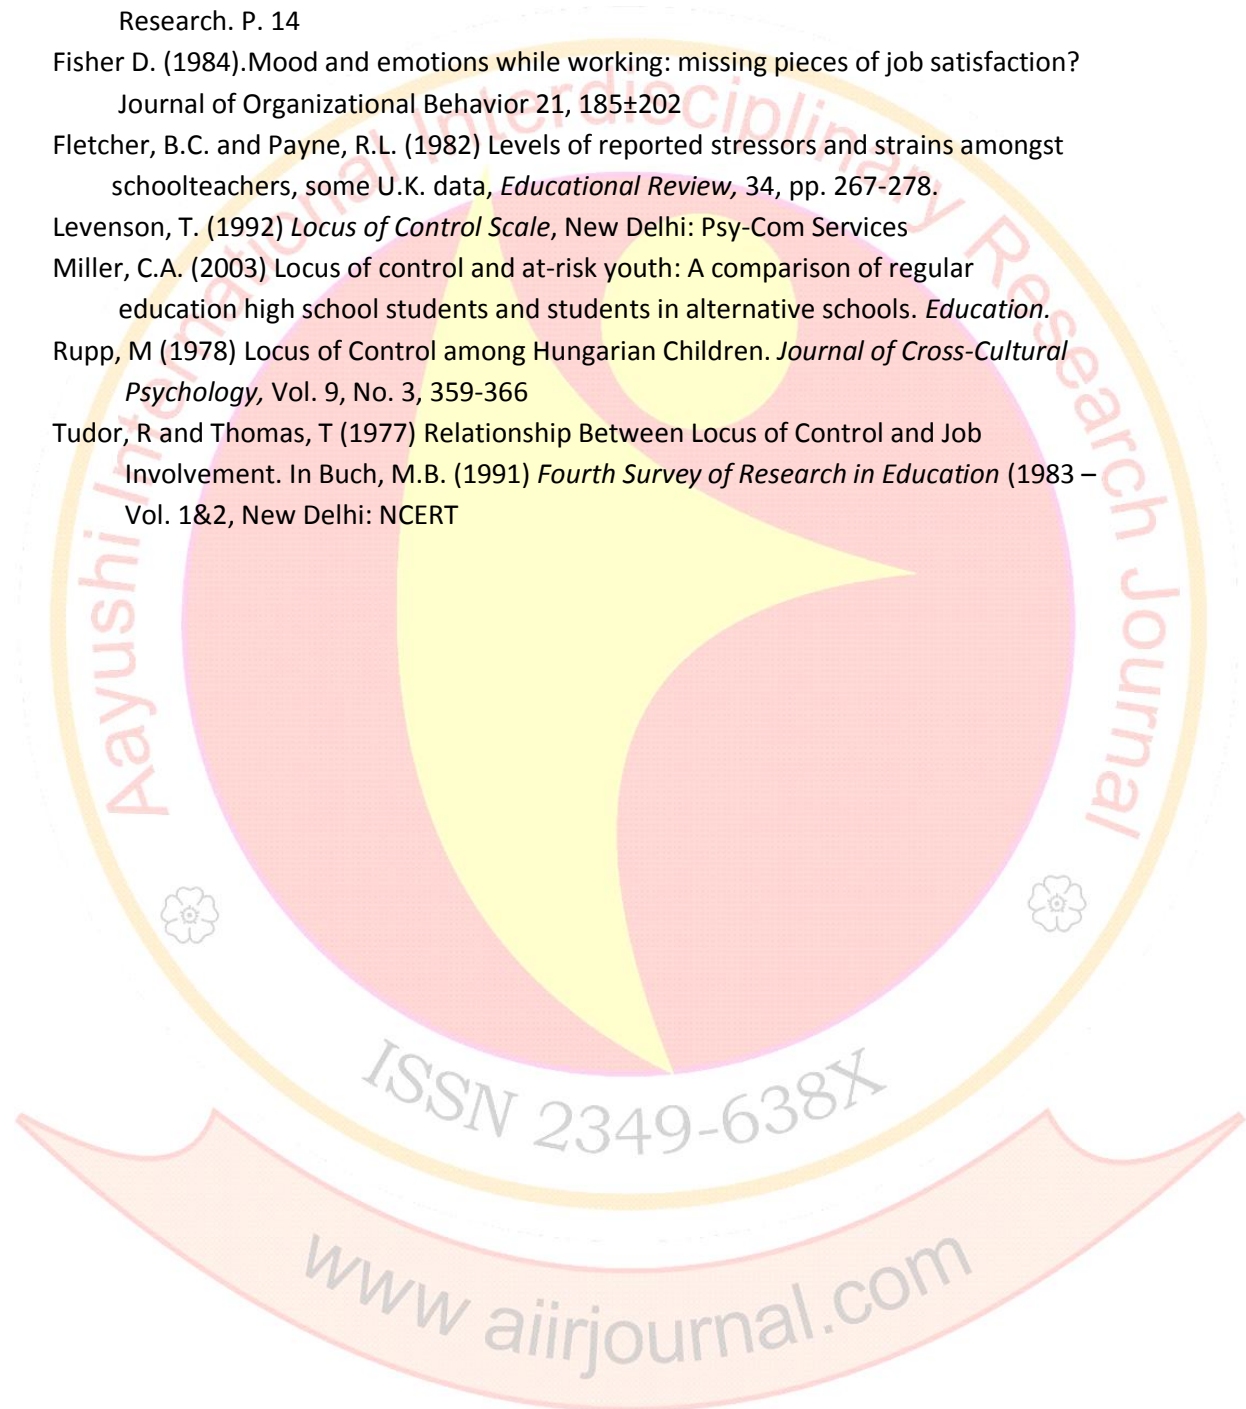 Research. P. 14
Fisher D. (1984).Mood and emotions while working: missing pieces of job satisfaction?
Journal of Organizational Behavior 21, 185±202
Fletcher, B.C. and Payne, R.L. (1982) Levels of reported stressors and strains amongst
schoolteachers, some U.K. data, Educational Review, 34, pp. 267-278.
Levenson, T. (1992) Locus of Control Scale, New Delhi: Psy-Com Services
Miller, C.A. (2003) Locus of control and at-risk youth: A comparison of regular
education high school students and students in alternative schools. Education.
Rupp, M (1978) Locus of Control among Hungarian Children. Journal of Cross-Cultural
Psychology, Vol. 9, No. 3, 359-366
Tudor, R and Thomas, T (1977) Relationship Between Locus of Control and Job
Involvement. In Buch, M.B. (1991) Fourth Survey of Research in Education (1983 –
Vol. 1&2, New Delhi: NCERT
Aayushi International Interdisciplinary Research Journal
ISSN 2349-638X
www aiirjournal.com